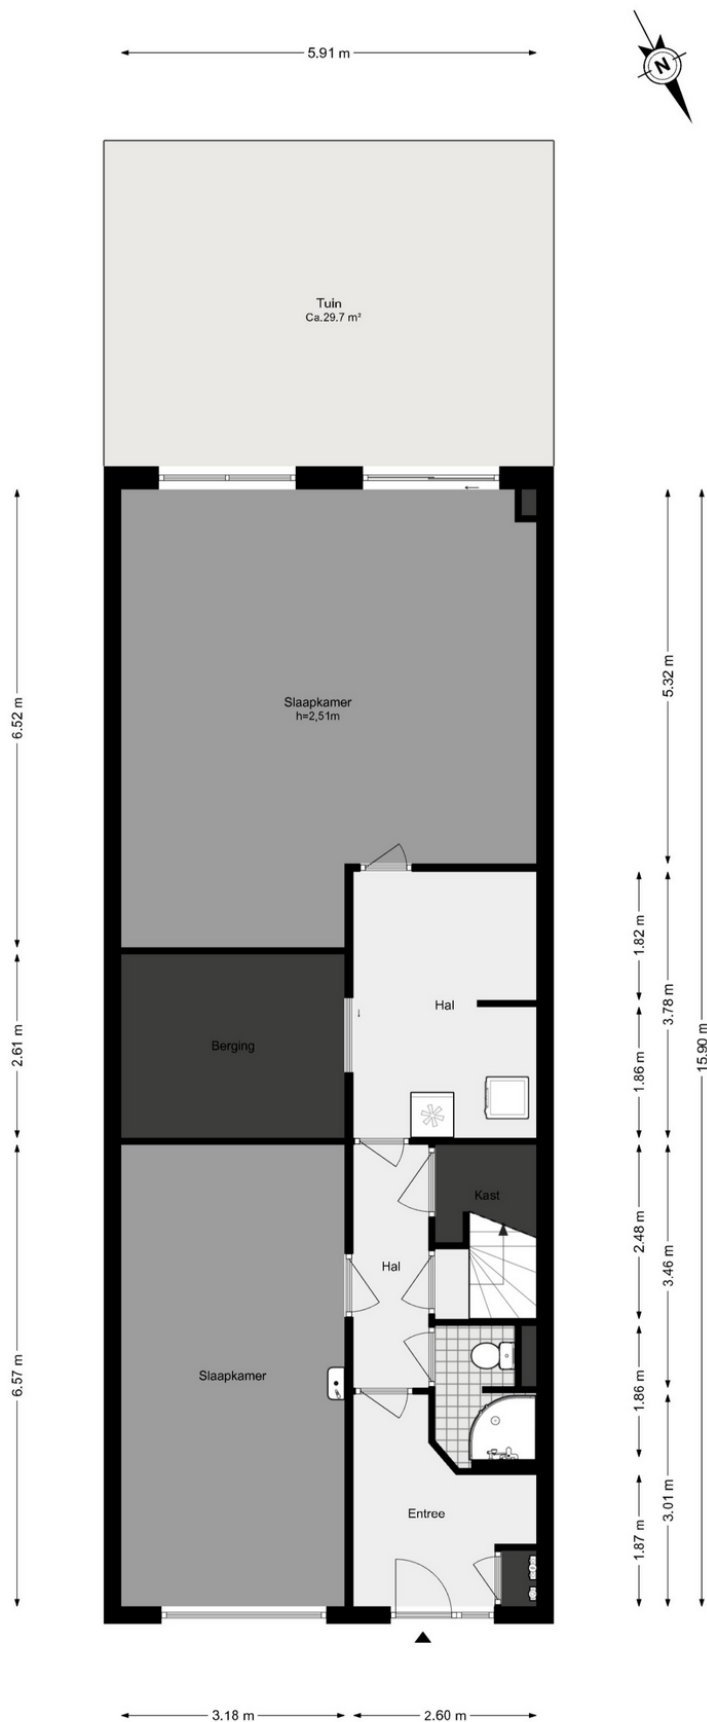 5.91 m
N
Tuin
Ca.29.7 m²
6.52 m
5.32 m
Slaapkamer
h=2,51m
1.82 m
3.78 m
15.90 m
Hal
2.61 m
Berging
1.86 m
Kast
2.48 m
3.46 m
Hal
6.57 m
Slaapkamer
1.86 m
3.01 m
Entree
1.87 m
3.18 m
2.60 m